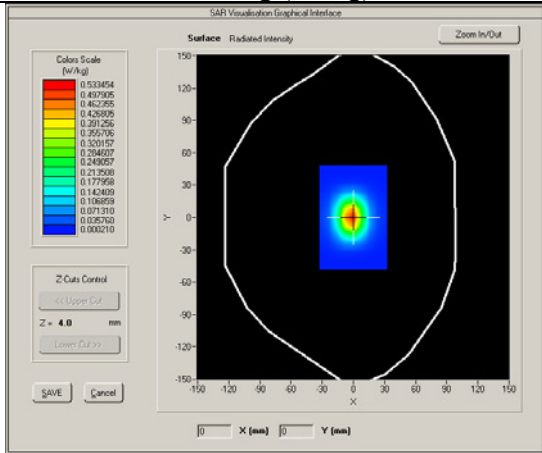 SAR Visualisation Graphical Interface
Surface Radiated Intensity
Zoom In/Out
Colors Scale
(W/kg)
0.533454
0.497905
0.462355
0.426805
0.391256
0.355706
0.320157
0.284607
0.249057
0.213508
0.177958
0.142409
0.106859
0.071310
0.035760
0.000210
150
120
90
60
30
0
-30
-60
-90
-120
-150
Y
-150 -120 -90 -60 -30 0 30 60 90 120 150
X
Z Cuts Control
<< Upper Cut
Z = 4.0 mm
Lower Cut >>
SAVE Cancel
0 X (mm) 0 Y (mm)